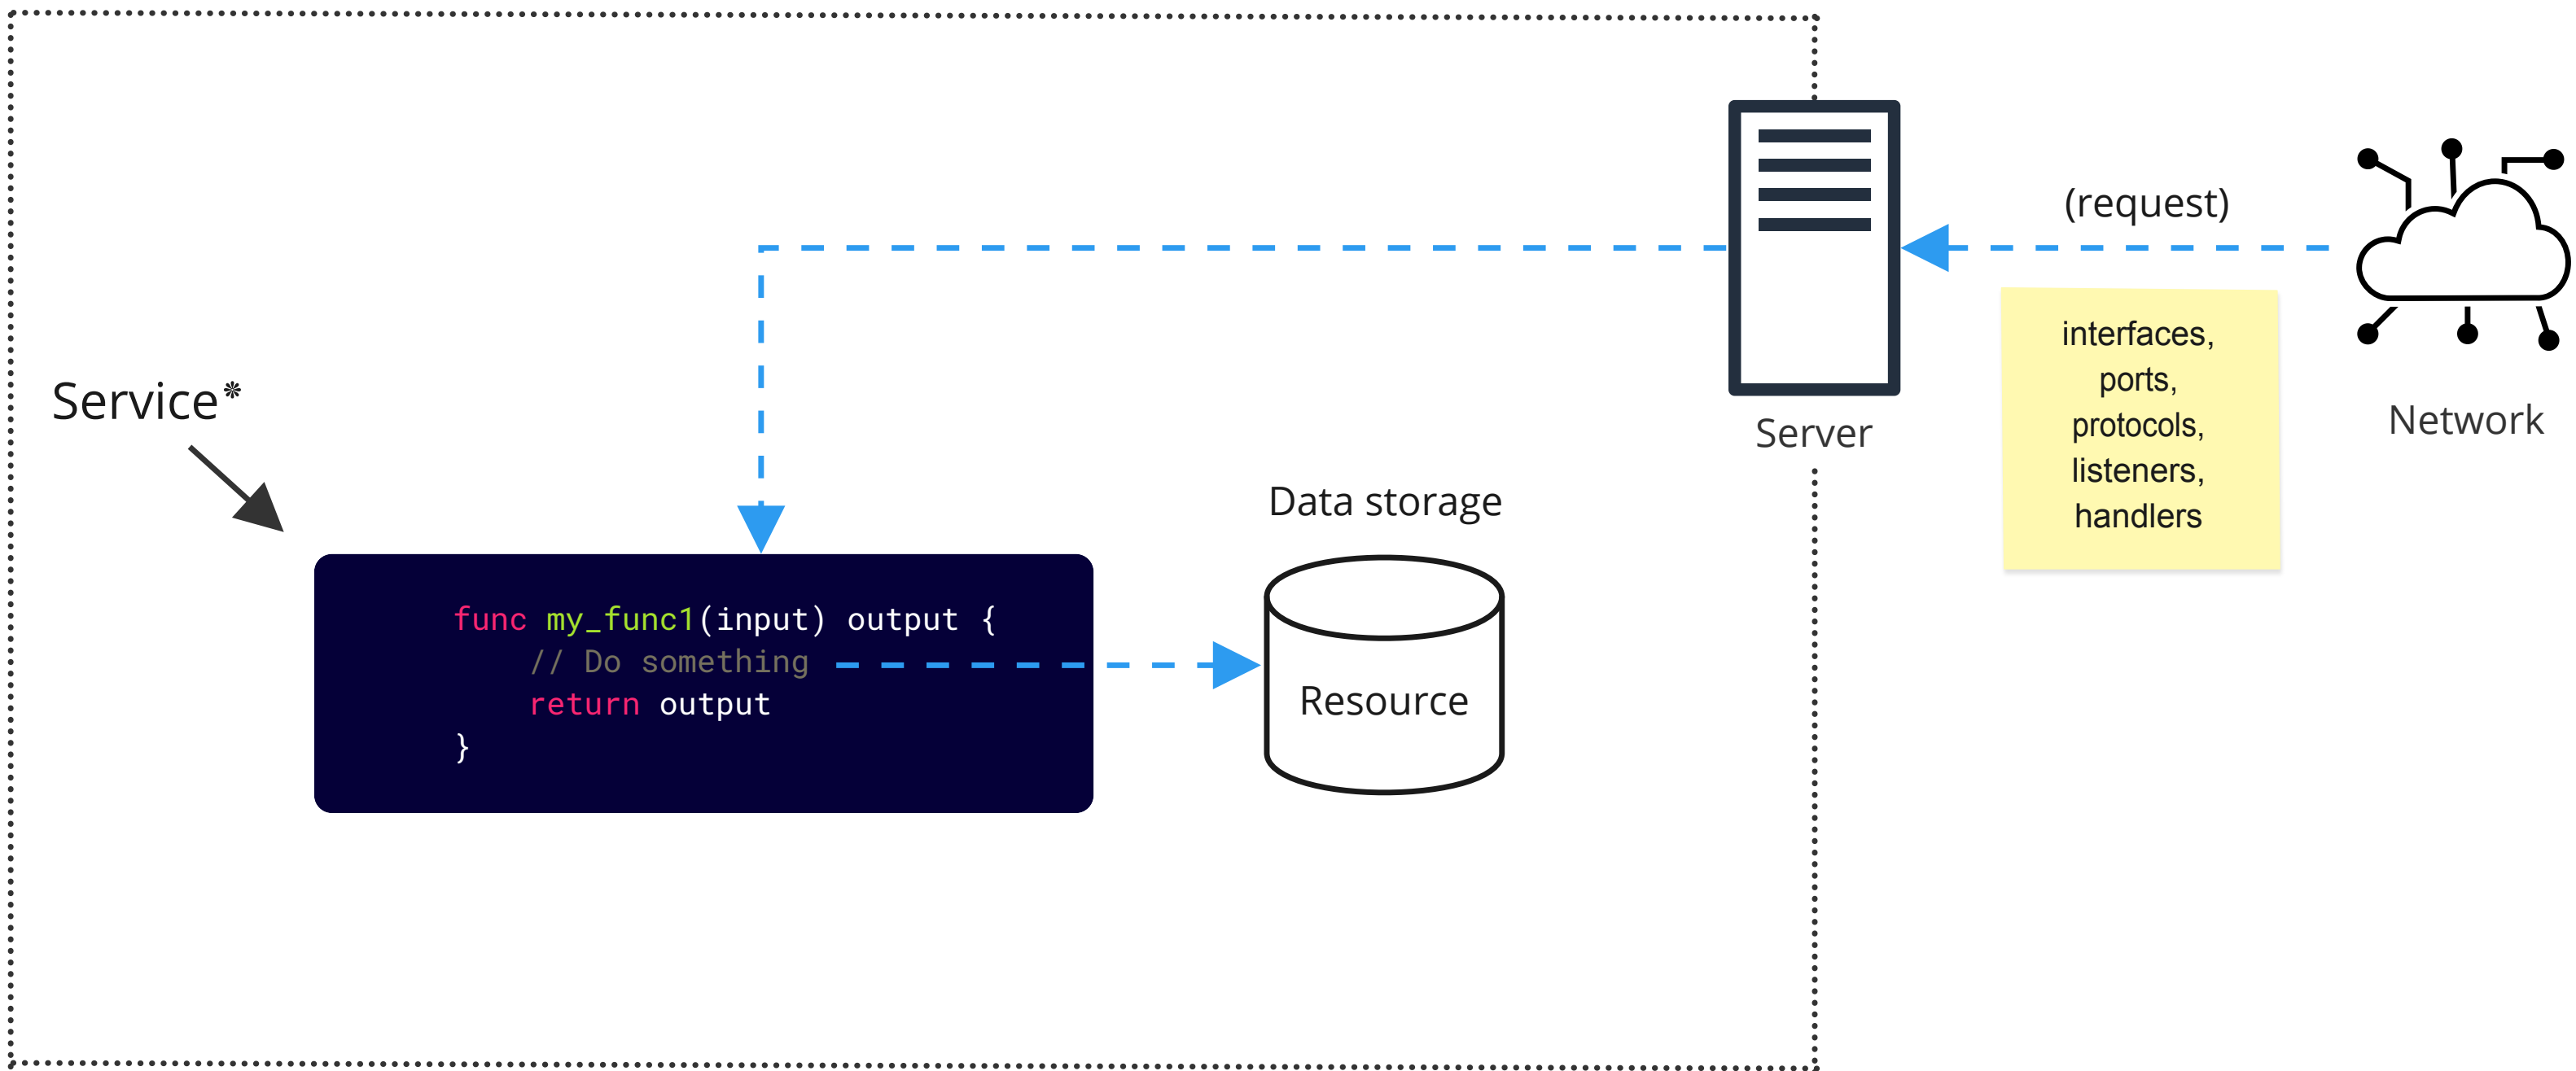 (request)
interfaces,
ports,
protocols,
listeners,
handlers
Network
Server
Service*
Data storage
Resource
func my_func1(input) output {
    // Do something
    return output
}